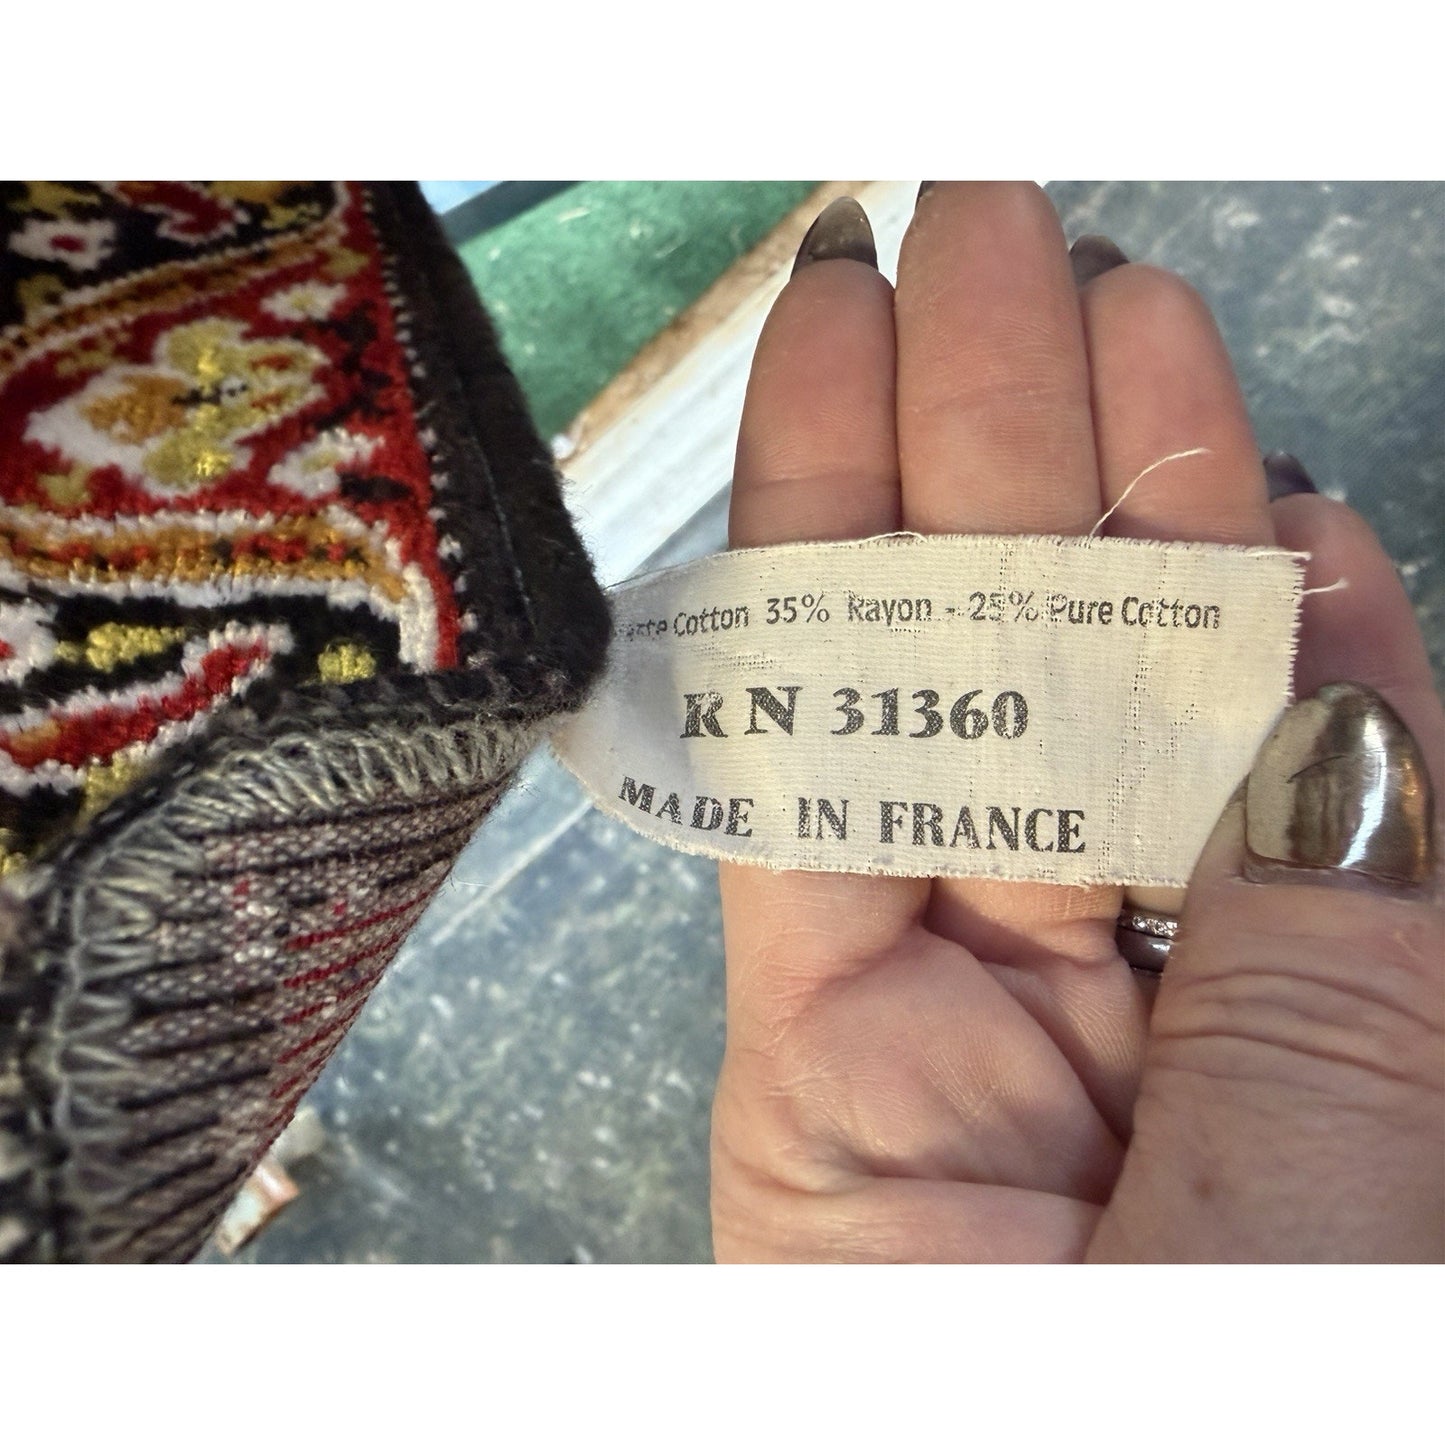 Cotton 35% Rayon - 25% Pure Cotton
RN 31360
MADE IN FRANCE